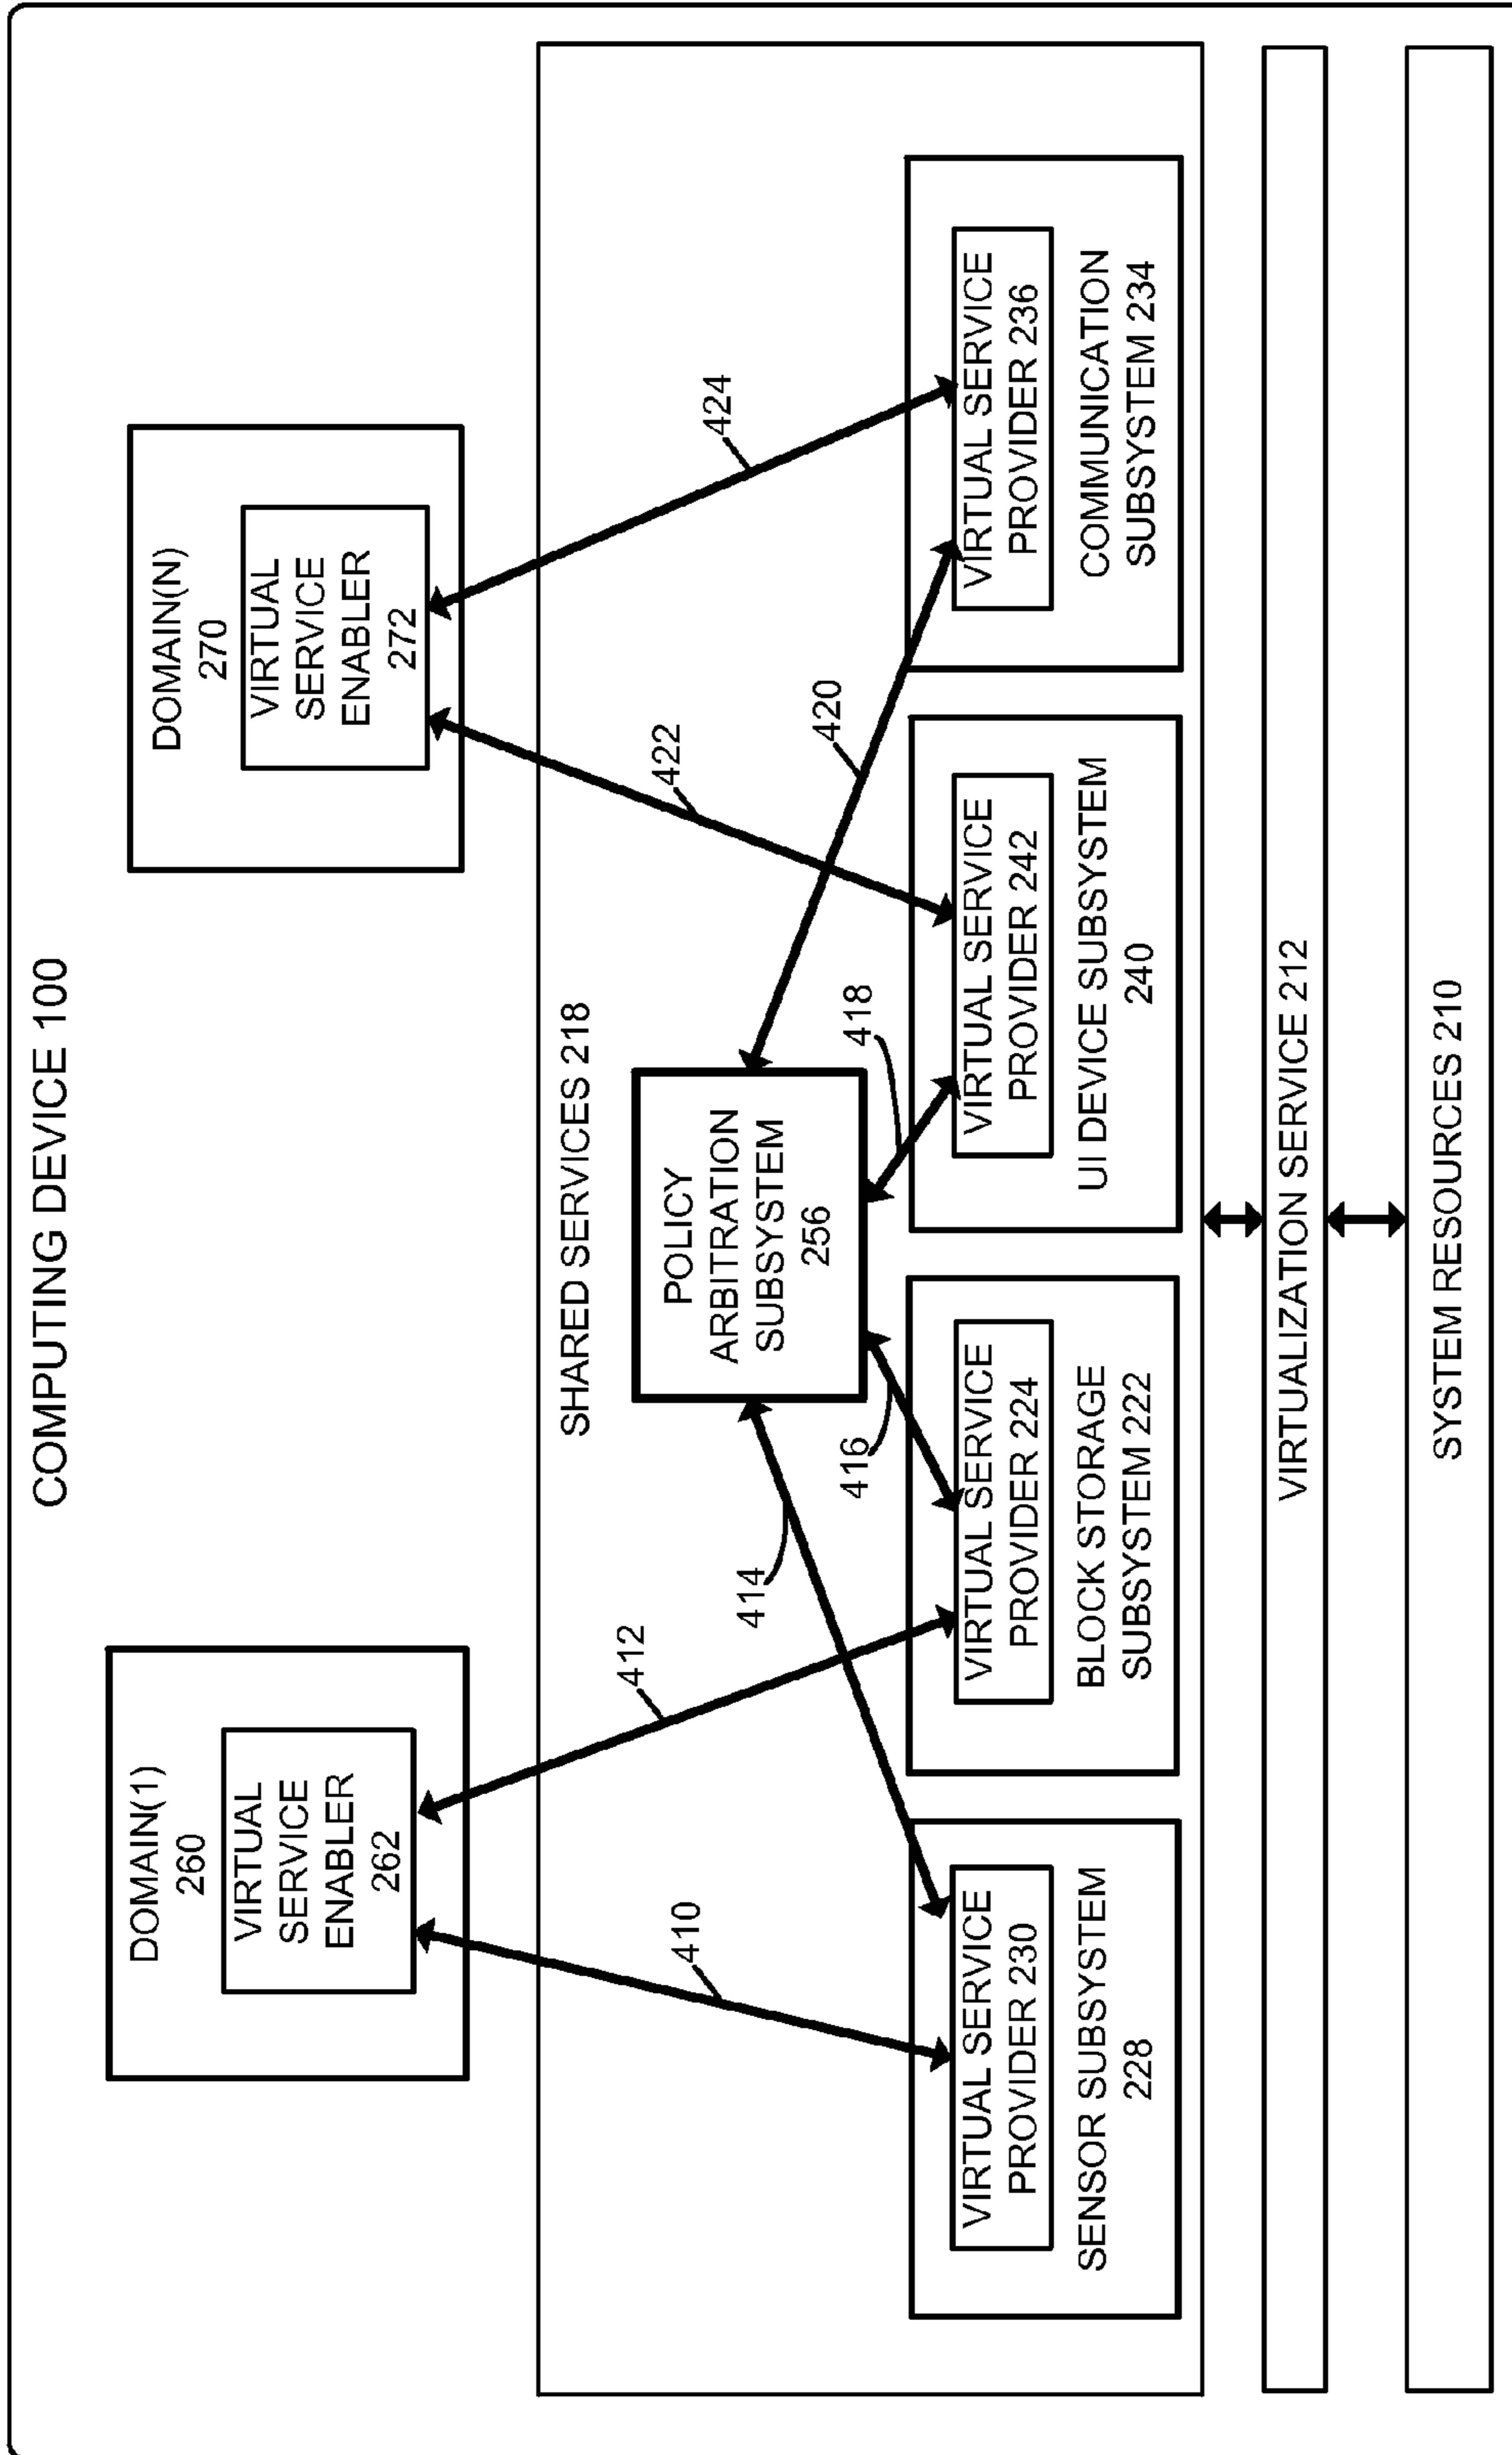 COMPUTING DEVICE 100
DOMAIN(1)
260
VIRTUAL
SERVICE
ENABLER
262
DOMAIN(N)
270
VIRTUAL
SERVICE
ENABLER
272
SHARED SERVICES 218
410
412
414
416
418
420
422
424
POLICY
ARBITRATION
SUBSYSTEM
256
VIRTUAL SERVICE
PROVIDER 230
SENSOR SUBSYSTEM
228
VIRTUAL SERVICE
PROVIDER 224
BLOCK STORAGE
SUBSYSTEM 222
VIRTUAL SERVICE
PROVIDER 242
UI DEVICE SUBSYSTEM
240
VIRTUAL SERVICE
PROVIDER 236
COMMUNICATION
SUBSYSTEM 234
VIRTUALIZATION SERVICE 212
SYSTEM RESOURCES 210